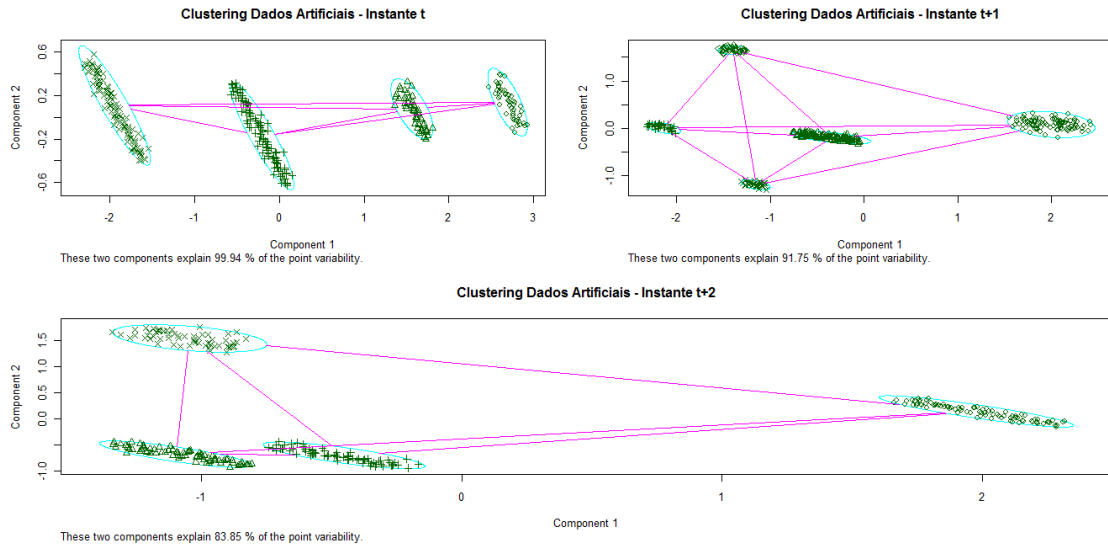 Clustering Dados Artificiais - Instante t
Component 2
0.6
0.2
-0.2
-0.6
-2
-1
0
1
2
3
Component 1
These two components explain 99.94 % of the point variability.
Clustering Dados Artificiais - Instante t+1
Component 2
1.0
0.0
-1.0
-2
-1
0
1
2
Component 1
These two components explain 91.75 % of the point variability.
Clustering Dados Artificiais - Instante t+2
Component 2
1.5
1.0
0.5
0.0
-1.0
-1
0
1
2
Component 1
These two components explain 83.85 % of the point variability.